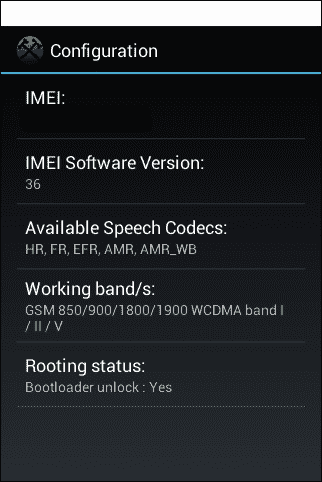 Configuration
IMEI:
IMEI Software Version:
36
Available Speech Codecs:
HR, FR, EFR, AMR, AMR_WB
Working band/s:
GSM 850/900/1800/1900 WCDMA band I
/ II / V
Rooting status:
Bootloader unlock : Yes